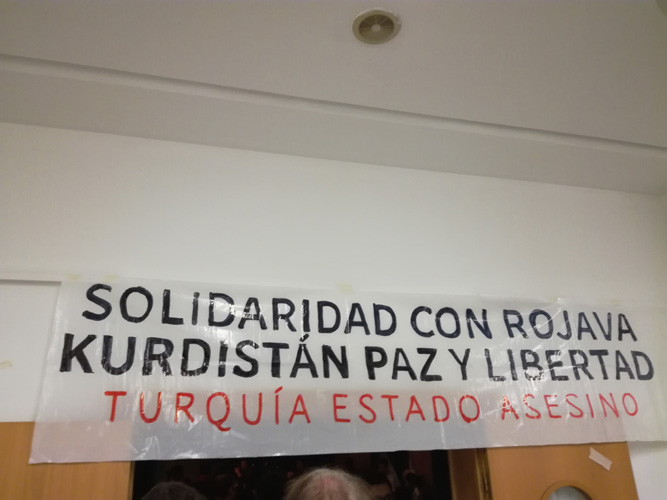 SOLIDARIDAD CON ROJAVA
KURDISTÁN PAZ Y LIBERTAD
TURQUÍA ESTADO ASESINO